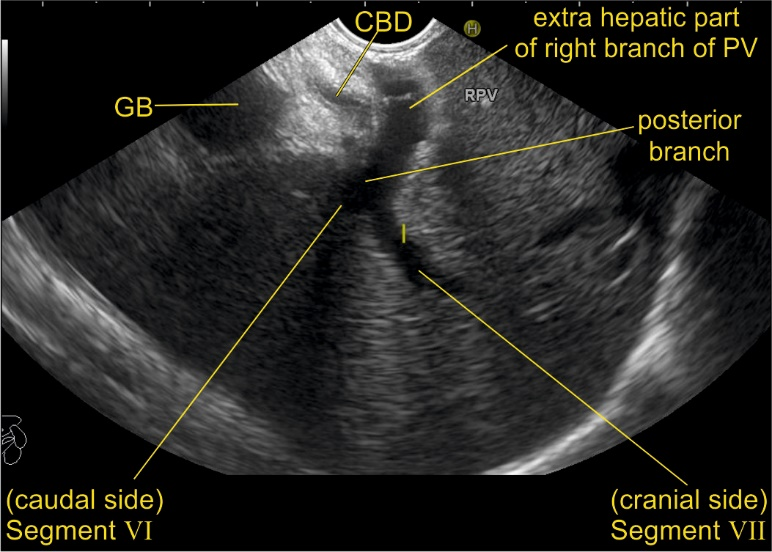 CBD
extra hepatic part
of right branch of PV
H
GB
RPV
posterior
branch
(caudal side)
Segment VI
(cranial side)
Segment VII